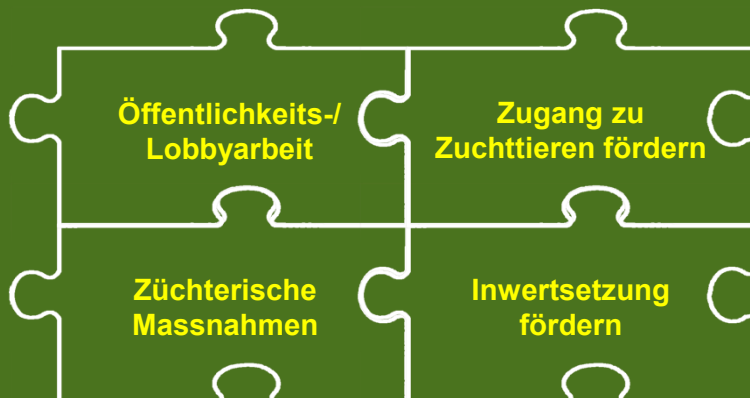 Öffentlichkeits-/
Lobbyarbeit
Zugang zu
Zuchttieren fördern
Züchterische
Massnahmen
Inwertsetzung
fördern